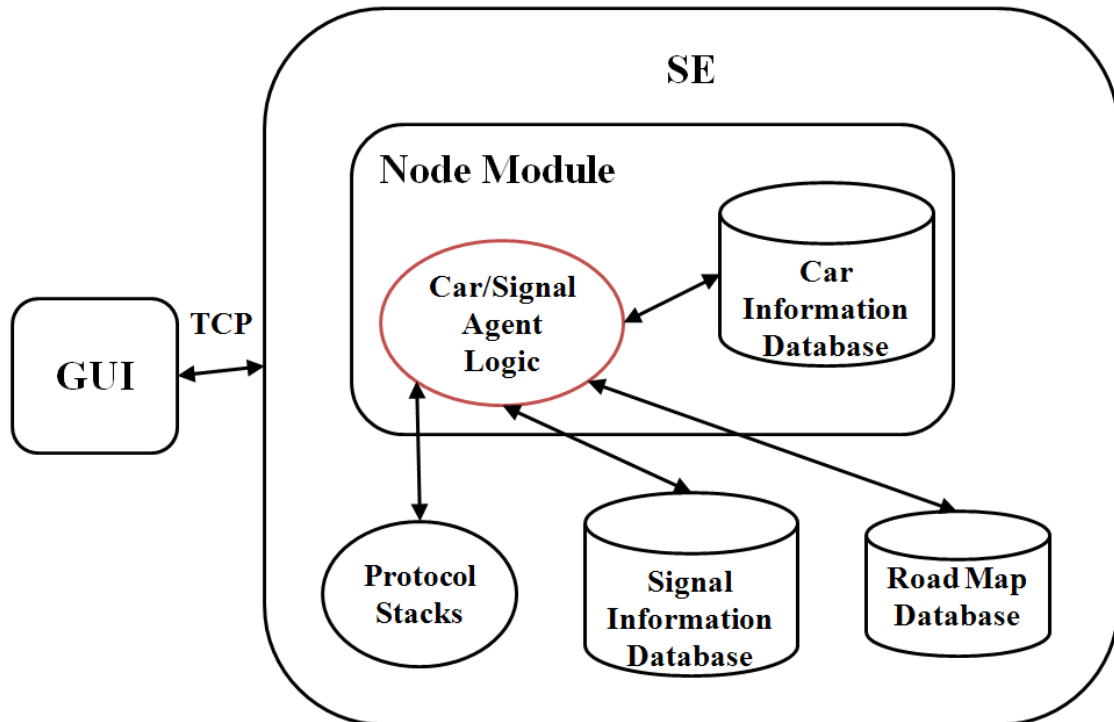 SE
Node Module
Car/Signal
Agent
Logic
Car
Information
Database
TCP
GUI
Protocol
Stacks
Signal
Information
Database
Road Map
Database